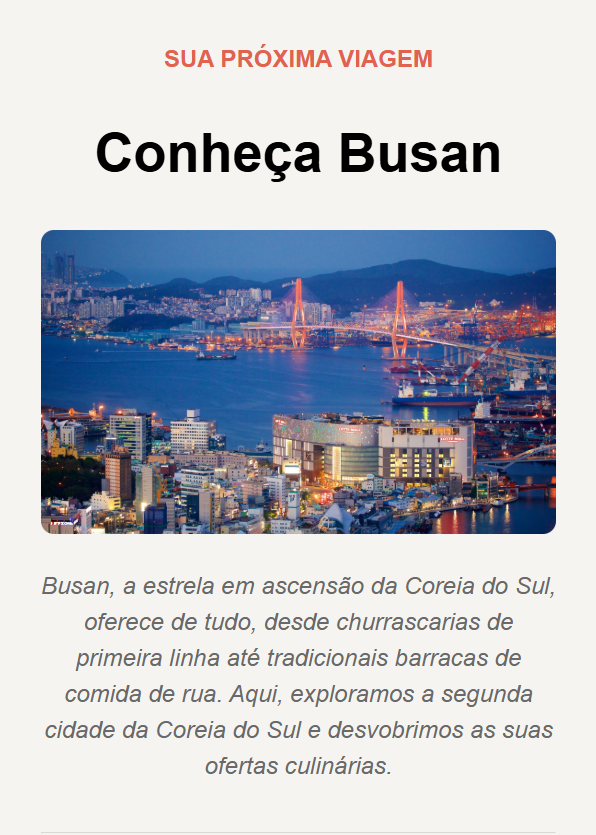 SUA PRÓXIMA VIAGEM
Conheça Busan
Busan, a estrela em ascensão da Coreia do Sul,
oferece de tudo, desde churrascarias de
primeira linha até tradicionais barracas de
comida de rua. Aqui, exploramos a segunda
cidade da Coreia do Sul e desvobrimos as suas
ofertas culinárias.